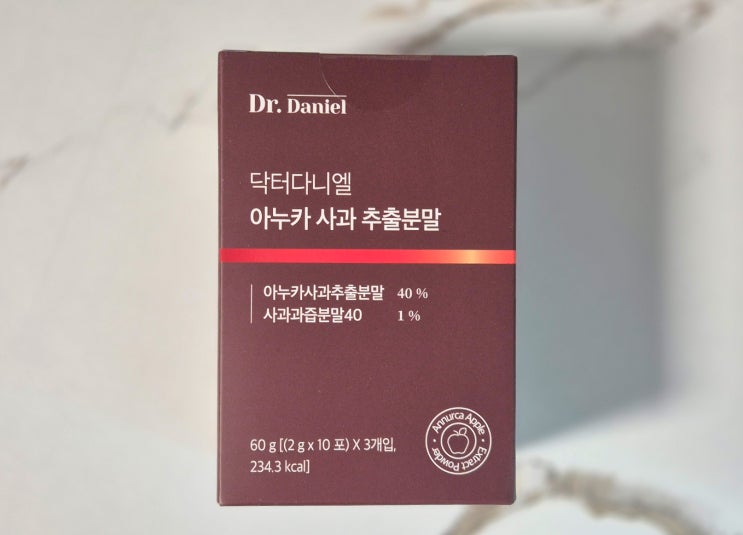 Dr. Daniel
닥터다니엘
아누카 사과 추출분말
아누카사과추출분말 40 %
사과과즙분말40 1 %
60 g [(2 g x 10 포) X 3개입,
234.3 kcal]
Annurca Apple
Extract Powder